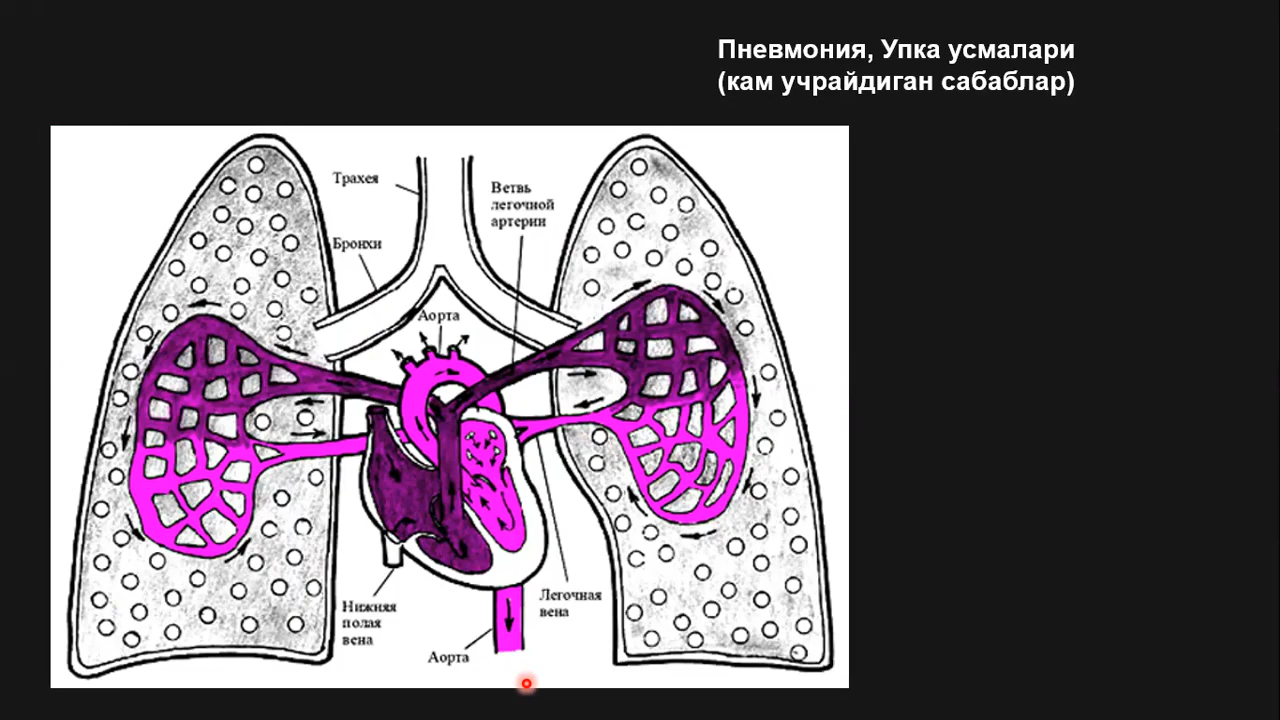 Пневмония, Упка усмалари
(кам учрайдиган сабаблар)
Трахея
Ветвь
легочной
артерии
Бронхи
Аорта
Легочная
вена
Нижняя
полая
вена
Аорта